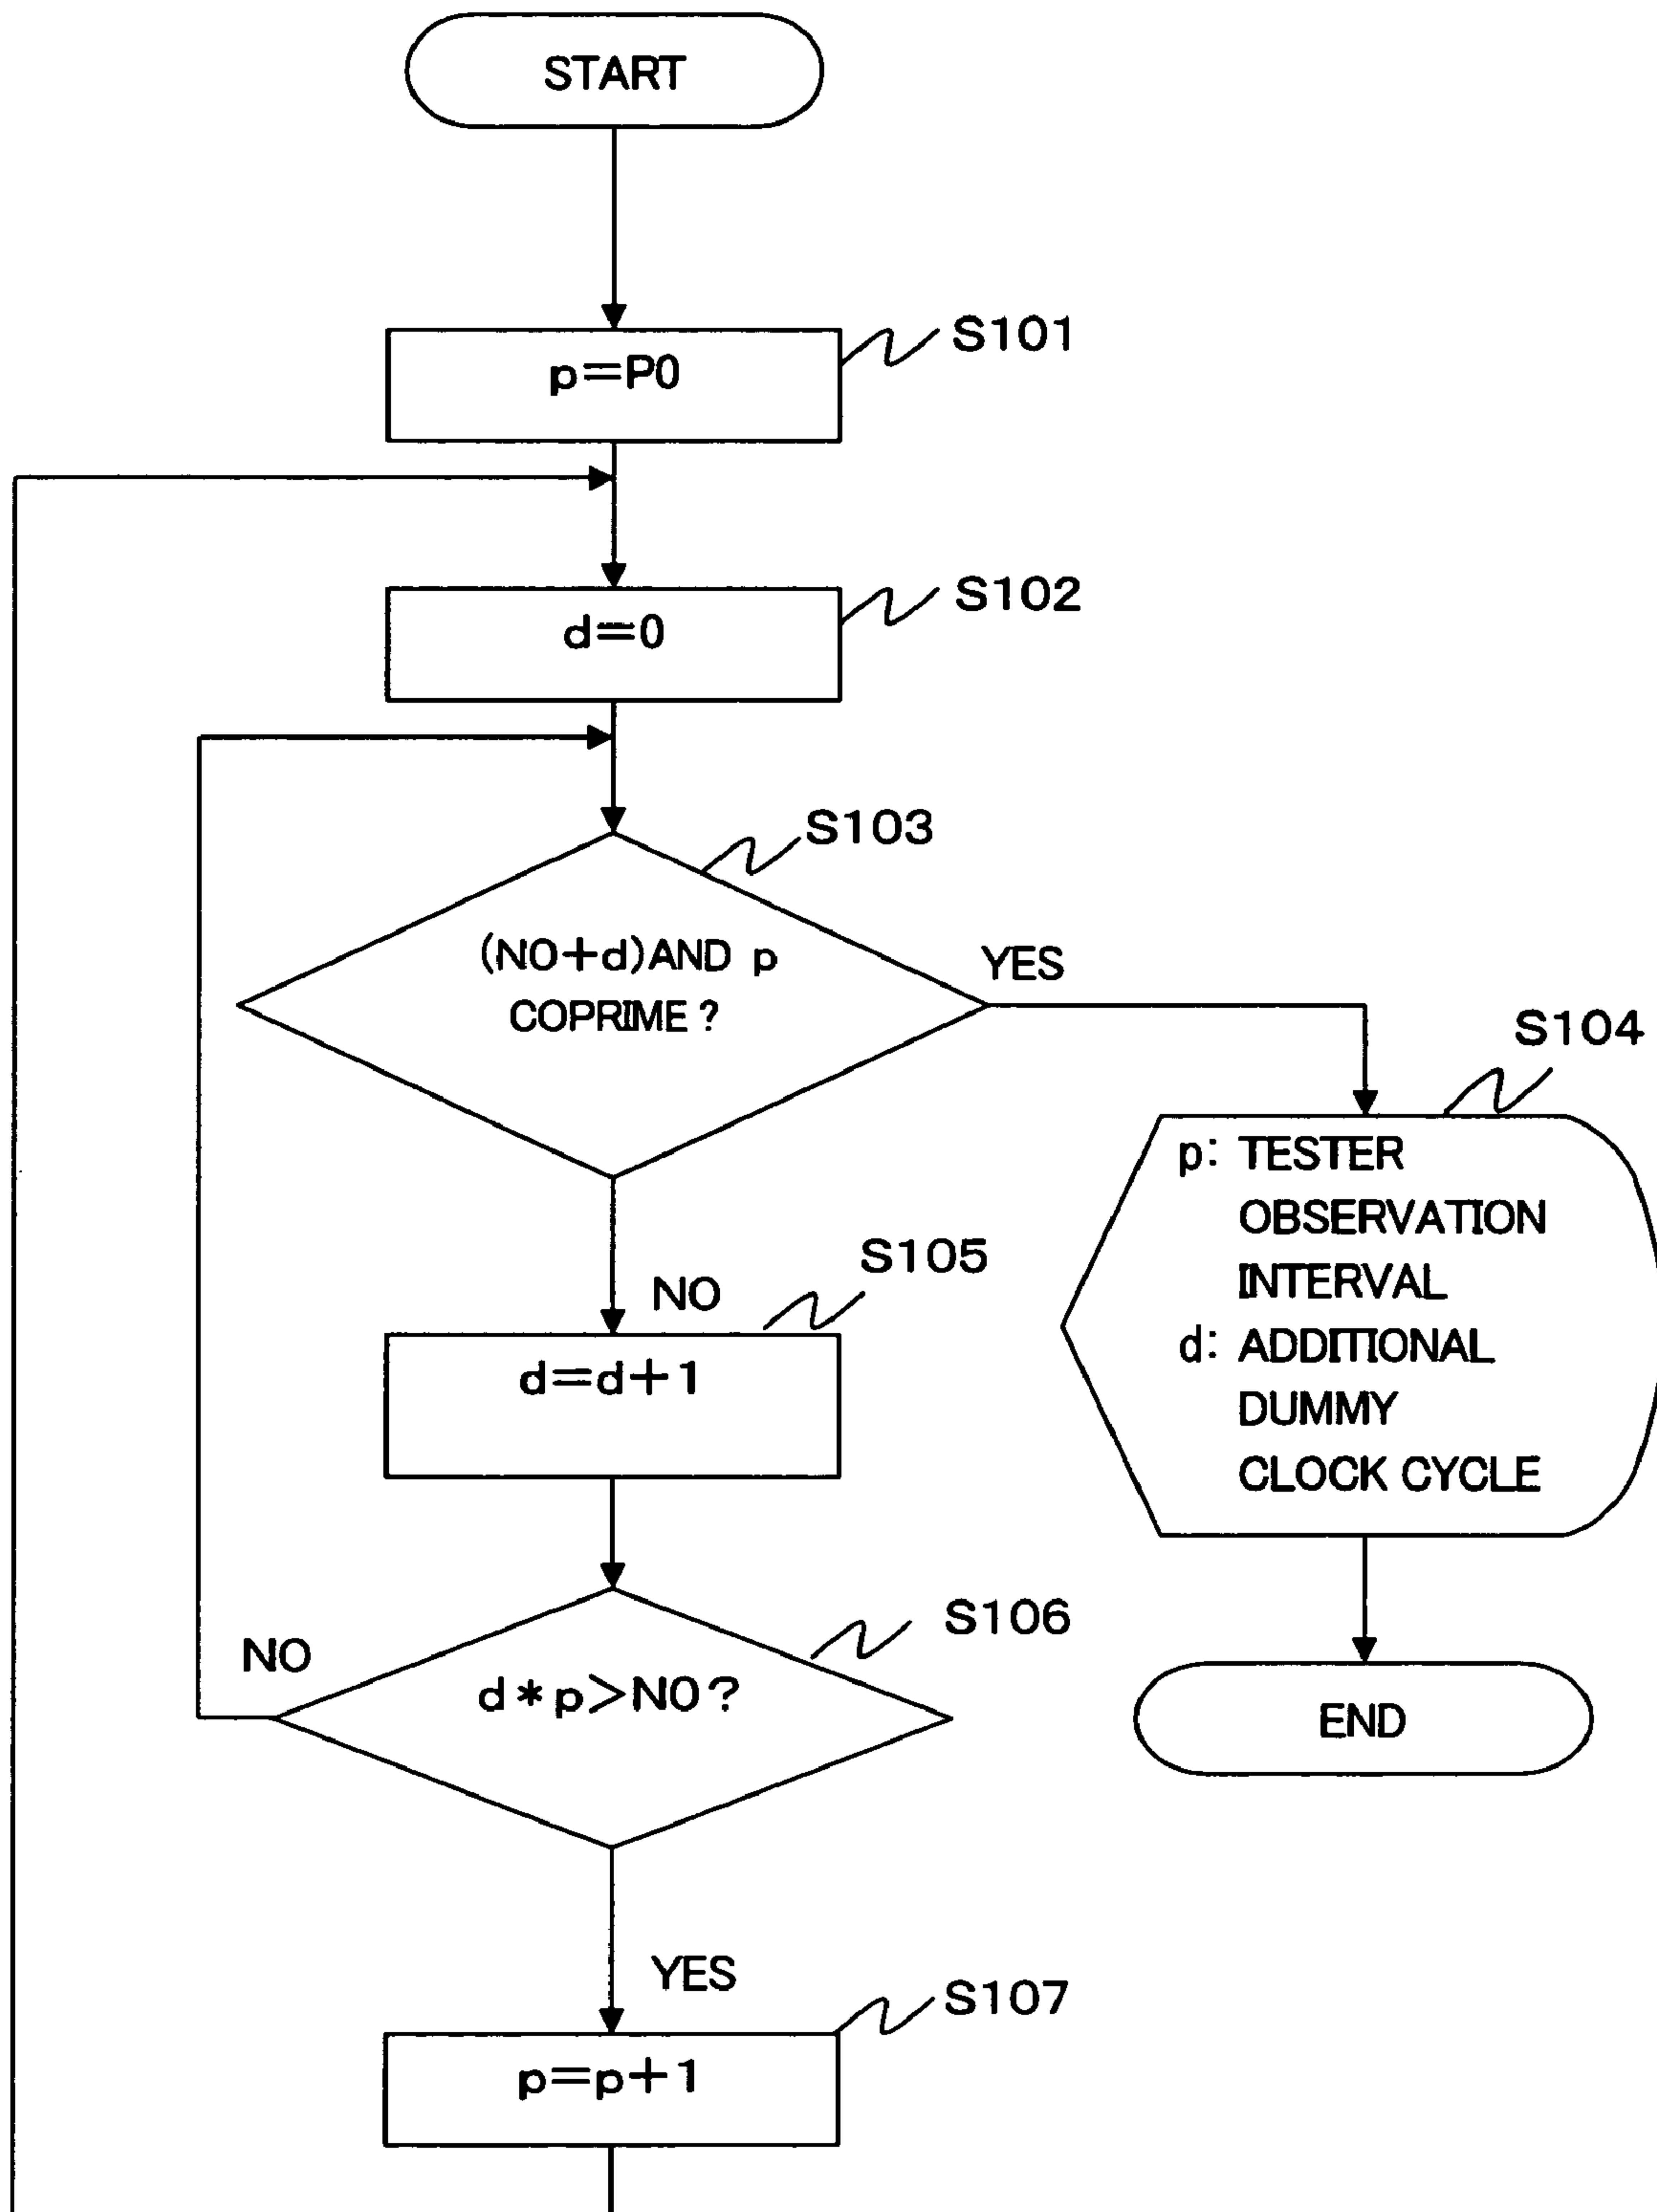 START
S101
p=P0
S102
d=0
S103
(N0+d)AND p
COPRIME?
YES
S104
p: TESTER
OBSERVATION
INTERVAL
d: ADDITIONAL
DUMMY
CLOCK CYCLE
S105
NO
d=d+1
S106
NO
d*p>N0?
END
YES
S107
p=p+1